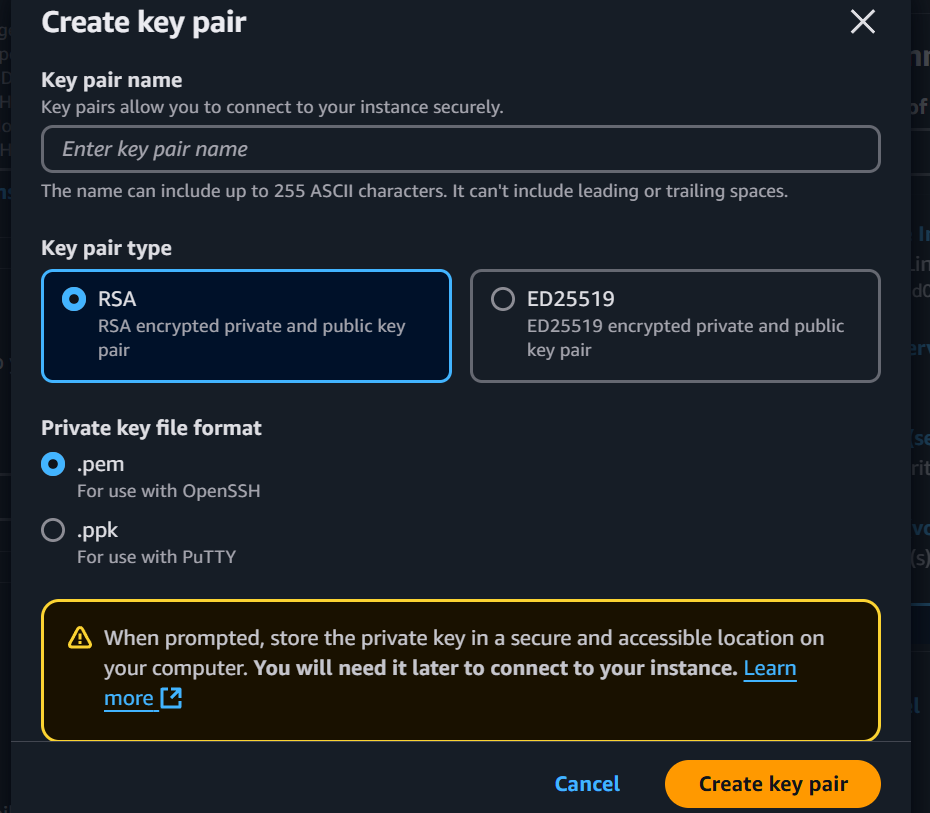 Create key pair
Key pair name
Key pairs allow you to connect to your instance securely.
Enter key pair name
The name can include up to 255 ASCII characters. It can't include leading or trailing spaces.
Key pair type
RSA
RSA encrypted private and public key
pair
ED25519
ED25519 encrypted private and public
key pair
Private key file format
.pem
For use with OpenSSH
.ppk
For use with PuTTY
When prompted, store the private key in a secure and accessible location on
your computer. You will need it later to connect to your instance. Learn
more
Cancel
Create key pair